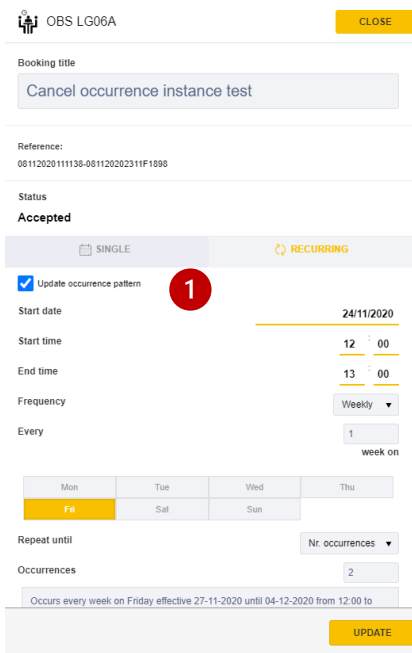 OBS LG06A
CLOSE
Booking title
Cancel occurrence instance test
Reference:
08112020111138-081120202311F1898
Status
Accepted
SINGLE
RECURRING
Update occurrence pattern
1
Start date
24/11/2020
Start time
12 : 00
End time
13 : 00
Frequency
Weekly
Every
1
week on
Mon Tue Wed Thu
Fri Sat Sun
Repeat until
Nr. occurrences
Occurrences
2
Occurs every week on Friday effective 27-11-2020 until 04-12-2020 from 12:00 to
UPDATE